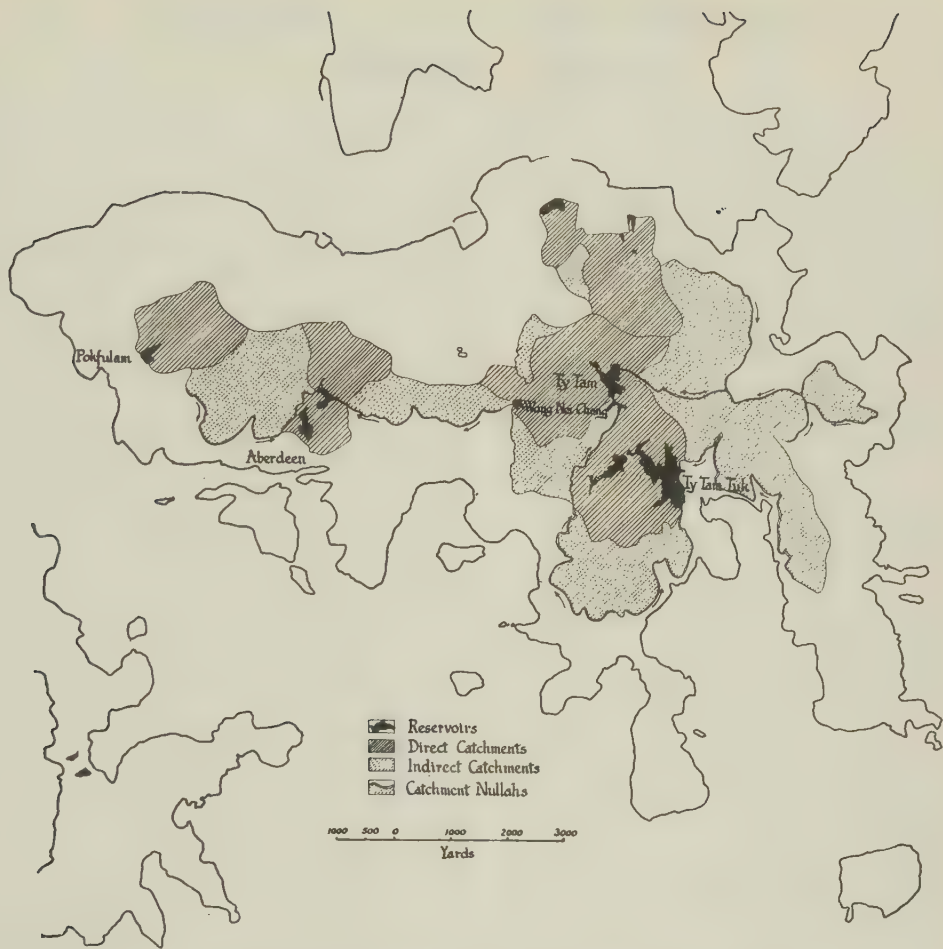 Pokfulam
Ty Tam
Wong Nei Chong
Aberdeen
Ty Tam Tuk
Reservoirs
Direct Catchments
Indirect Catchments
Catchment Nullahs
1000 500 0 1000 2000 3000
Yards